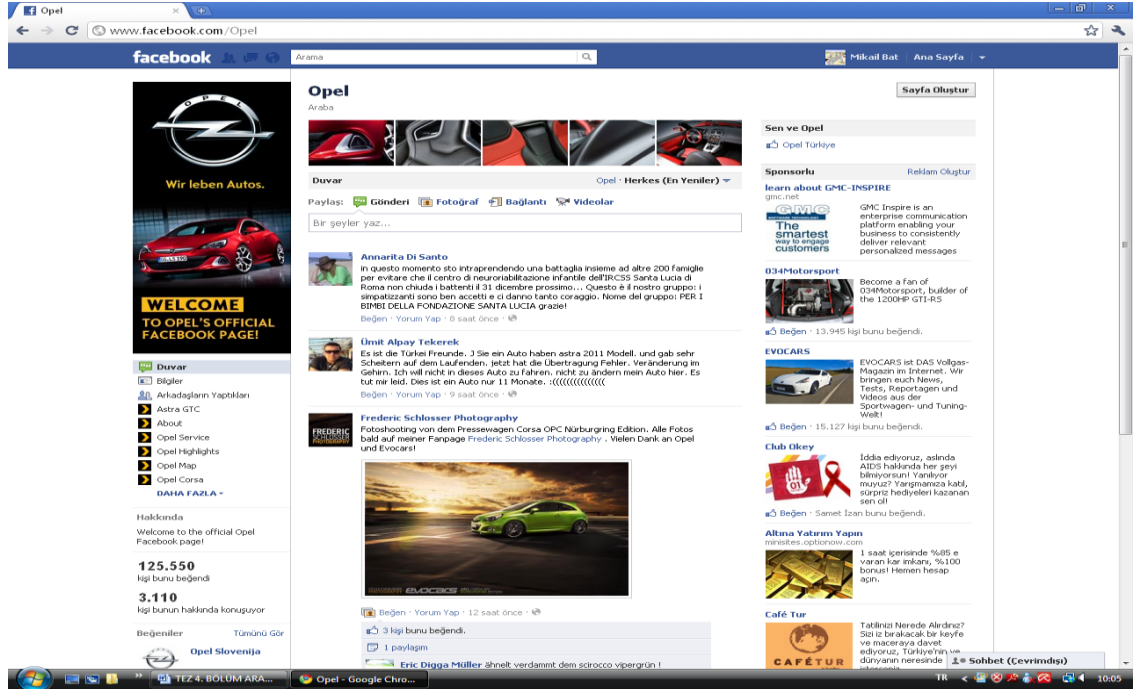 Opel
www.facebook.com/Opel
facebook
Arama
Mikail Bat
Ana Sayfa
OPEL
Wir leben Autos.
WELCOME
TO OPEL'S OFFICIAL
FACEBOOK PAGE!
Duvar
Bilgiler
Arkadaşların Yaptıkları
Astra GTC
About
Opel Service
Opel Highlights
Opel Map
Opel Corsa
DAHA FAZLA
Hakkında
Welcome to the official Opel
Facebook page!
125.550
kişi bunu beğendi
3.110
kişi bunun hakkında konuşuyor
Beğeniler Tümünü Gör
Opel Slovenija
Opel
Araba
Sayfa Oluştur
Duvar Opel · Herkes (En Yeniler)
Paylaş: Gönderi Fotoğraf Bağlantı Videolar
Bir şeyler yaz...
Annarita Di Santo
in questo momento sto intraprendendo una battaglia insieme ad altre 200 famiglie
per evitare che il centro di neuroriabilitazione infantile dell'IRCSS Santa Lucia di
Roma non chiuda i battenti il 31 dicembre prossimo... Questo è il nostro gruppo: i
simpatizzanti sono ben accetti e ci danno tanto coraggio. Nome del gruppo: PER I
BIMBI DELLA FONDAZIONE SANTA LUCIA grazie!
Beğen · Yorum Yap · 8 saat önce ·
Ümit Alpay Tekerek
Es ist die Türkei Freunde. J Sie ein Auto haben astra 2011 Modell. und gab sehr
Scheitern auf dem Laufenden. jetzt hat die Übertragung Fehler. Veränderung im
Gehirn. Ich will nicht in dieses Auto zu fahren. nicht zu ändern mein Auto hier. Es
tut mir leid. Dies ist ein Auto nur 11 Monate. :(((((((((((((((
Beğen · Yorum Yap · 9 saat önce ·
FREDERIC
SCHLOSSER
PHOTOGRAPHY
Frederic Schlosser Photography
Fotoshooting von dem Pressewagen Corsa OPC Nürburgring Edition. Alle Fotos
bald auf meiner Fanpage Frederic Schlosser Photography . Vielen Dank an Opel
und Evocars!
EVOCARS
Beğen · Yorum Yap · 12 saat önce ·
3 kişi bunu beğendi.
1 paylaşım
Eric Digga Müller ähnelt verdammt dem scirocco vipergrün !
Sen ve Opel
Opel Türkiye
Sponsorlu Reklam Oluştur
learn about GMC-INSPIRE
gmc.net
GMC
The
smartest
way to engage
customers
GMC Inspire is an
enterprise communication
platform enabling your
business to consistently
deliver relevant
personalized messages
034Motorsport
Become a fan of
034Motorsport, builder of
the 1200HP GTI-RS
Beğen · 13.945 kişi bunu beğendi.
EVOCARS
EVOCARS ist DAS Vollgas-
Magazin im Internet. Wir
bringen euch News,
Tests, Reportagen und
Videos aus der
Sportwagen- und Tuning-
Welt!
Beğen · 15.127 kişi bunu beğendi.
Club Okey
İddia ediyoruz, aslında
AIDS hakkında her şeyi
bilmiyorsun! Yanılıyor
muyuz? Yarışmamıza katıl,
sürpriz hediyeleri kazanan
sen ol!
Beğen · Samet İzan bunu beğendi.
Altına Yatırım Yapın
minisites.optionow.com
1 saat içerisinde %85 e
varan kar imkanı, %100
bonus! Hemen hesap
açın.
Café Tur
CAFÉTUR
Tatilinizi Nerede Alırdınız?
Sizi iz bırakacak bir keyfe
ve maceraya davet
ediyoruz, Türkiye'nin ve
dünyanın neresinde
Sohbet (Çevrimdışı)
TEZ 4. BÖLÜM ARA...
Opel - Google Chro...
TR
10:05